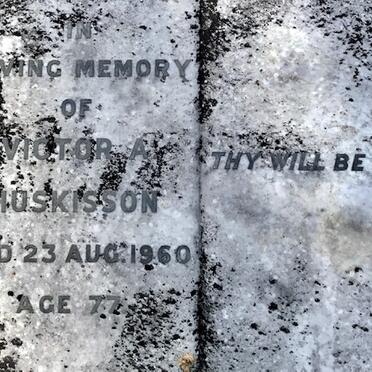 IN
VING MEMORY
OF
VICTOR A.
HUSKISSON
D 23 AUG. 1960
AGE 77
THY WILL BE